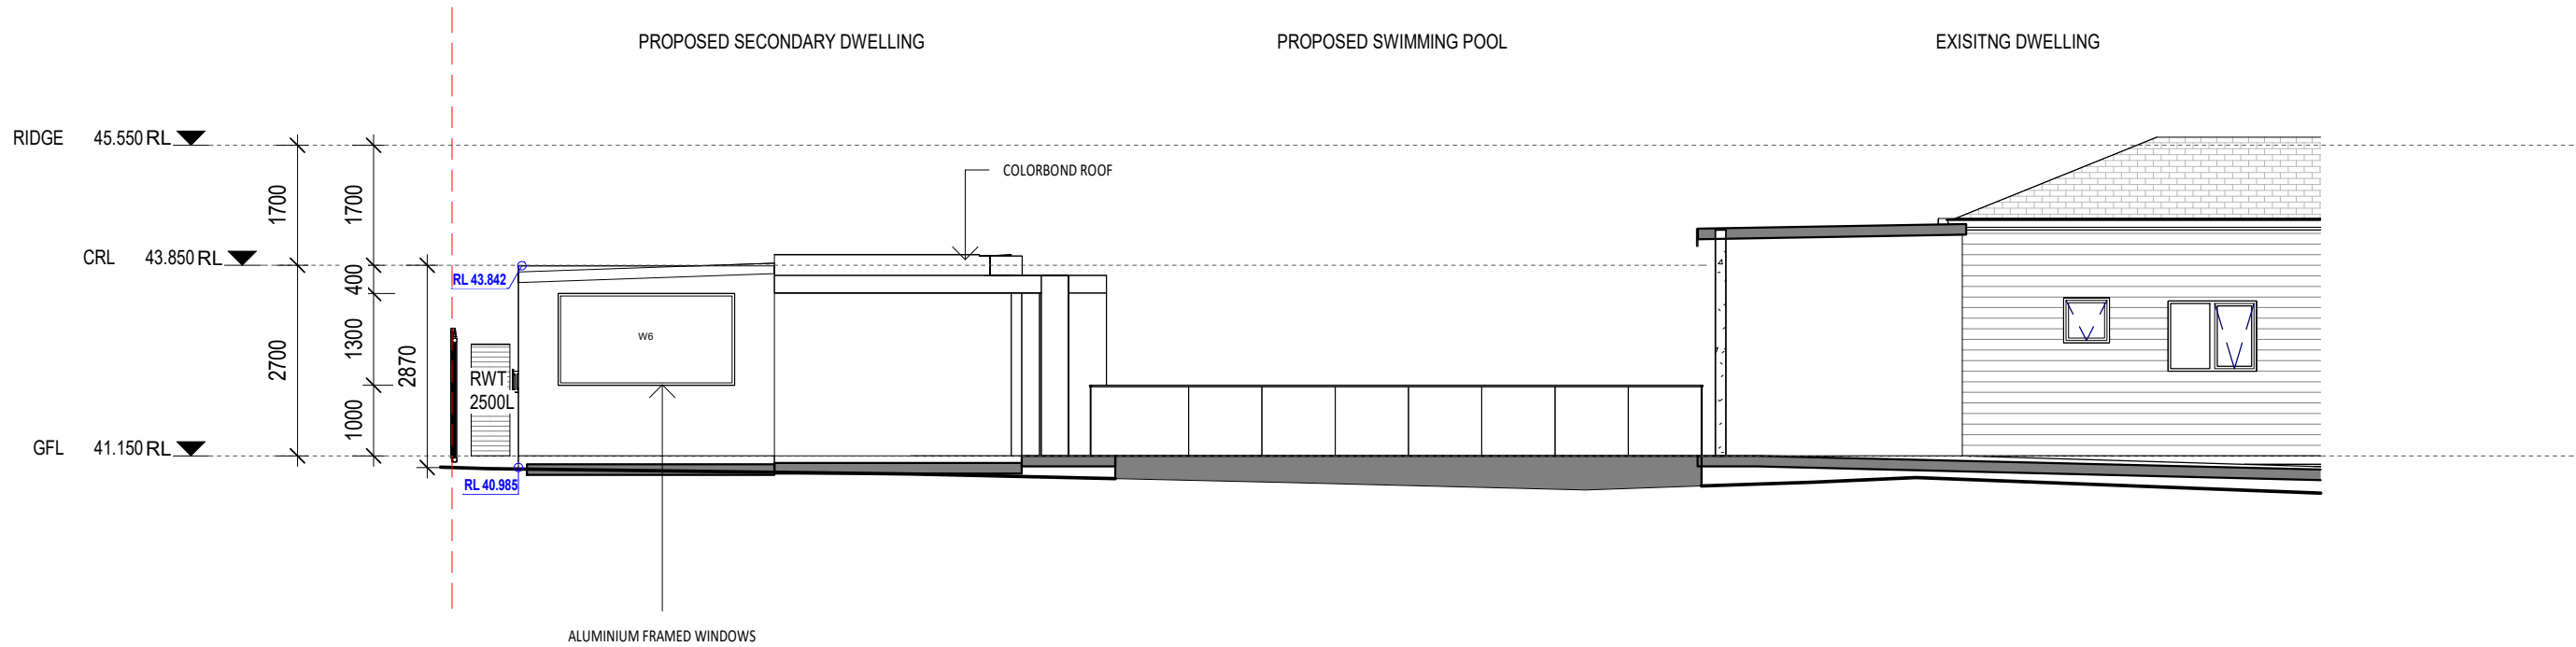 PROPOSED SECONDARY DWELLING
PROPOSED SWIMMING POOL
EXISITNG DWELLING
RIDGE 45.550 RL
COLORBOND ROOF
1700
1700
CRL 43.850 RL
RL 43.842
400
W6
1300
2700
2870
RWT
2500L
1000
GFL 41.150 RL
RL 40.985
ALUMINIUM FRAMED WINDOWS